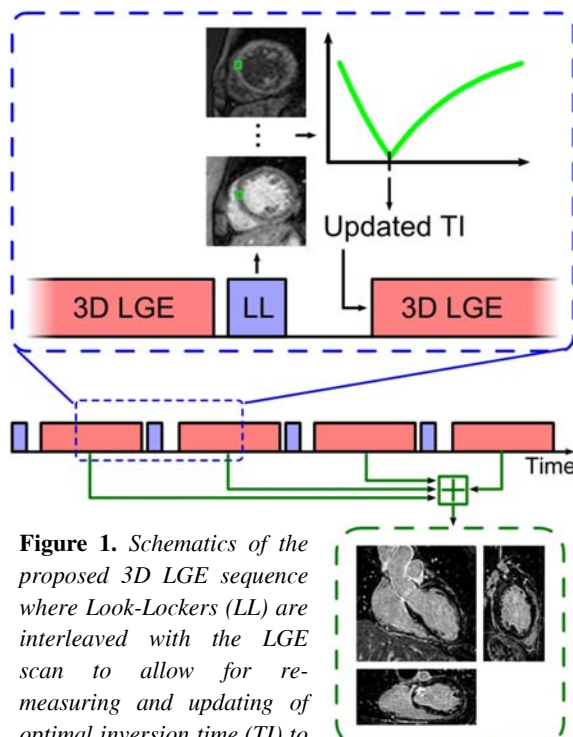 Updated TI
3D LGE
LL
3D LGE
Time
Figure 1. Schematics of the
proposed 3D LGE sequence
where Look-Lockers (LL) are
interleaved with the LGE
scan to allow for re-
measuring and updating of
optimal inversion time (TI) to